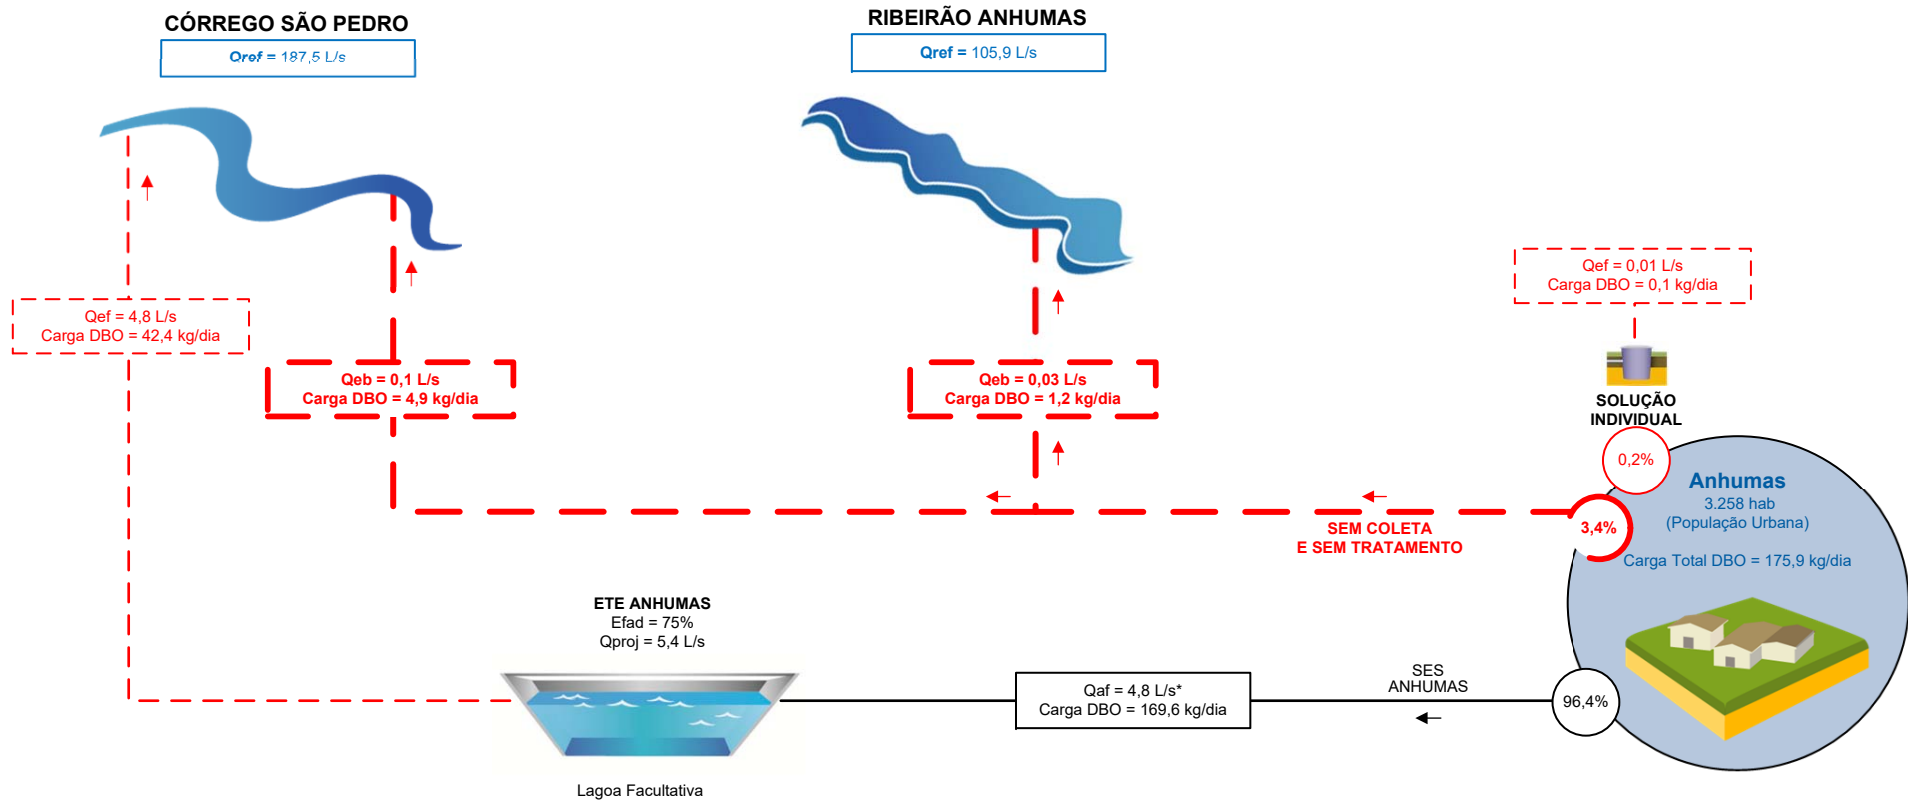 CÓRREGO SÃO PEDRO
Qref = 187,5 L/s
RIBEIRÃO ANHUMAS
Qref = 105,9 L/s
Qef = 0,01 L/s
Carga DBO = 0,1 kg/dia
Qef = 4,8 L/s
Carga DBO = 42,4 kg/dia
Qeb = 0,1 L/s
Carga DBO = 4,9 kg/dia
Qeb = 0,03 L/s
Carga DBO = 1,2 kg/dia
SOLUÇÃO
INDIVIDUAL
0,2%
Anhumas
3.258 hab
(População Urbana)
Carga Total DBO = 175,9 kg/dia
3,4%
SEM COLETA
E SEM TRATAMENTO
ETE ANHUMAS
Efad = 75%
Qproj = 5,4 L/s
Qaf = 4,8 L/s*
Carga DBO = 169,6 kg/dia
SES
ANHUMAS
96,4%
Lagoa Facultativa